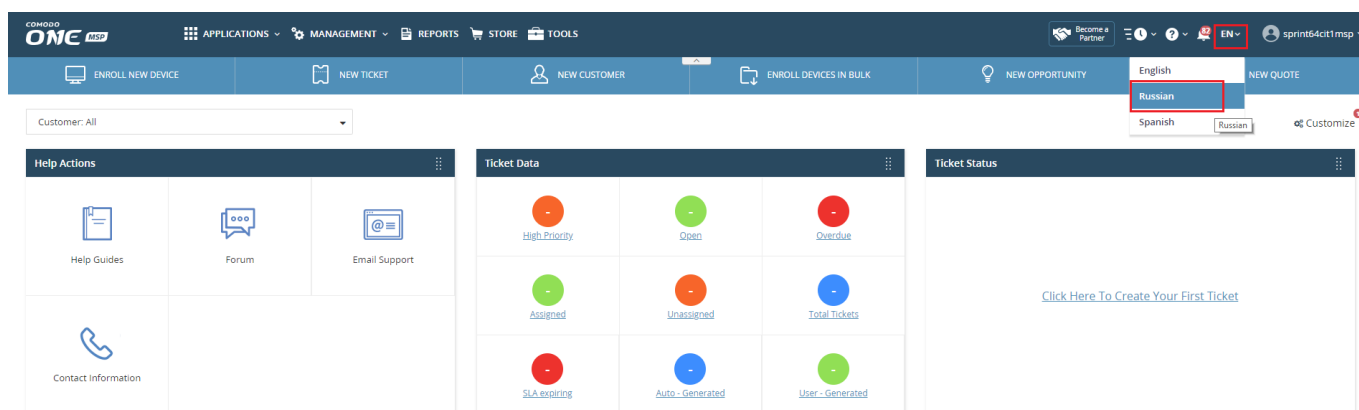 COMODO
ONE MSP
APPLICATIONS
MANAGEMENT
REPORTS
STORE
TOOLS
Become a
Partner
EN
sprint64cit1msp
ENROLL NEW DEVICE
NEW TICKET
NEW CUSTOMER
ENROLL DEVICES IN BULK
NEW OPPORTUNITY
NEW QUOTE
English
Russian
Spanish
Russian
Customer: All
Customize
Help Actions
Help Guides
Forum
Email Support
Contact Information
Ticket Data
High Priority
Open
Overdue
Assigned
Unassigned
Total Tickets
SLA expiring
Auto - Generated
User - Generated
Ticket Status
Click Here To Create Your First Ticket